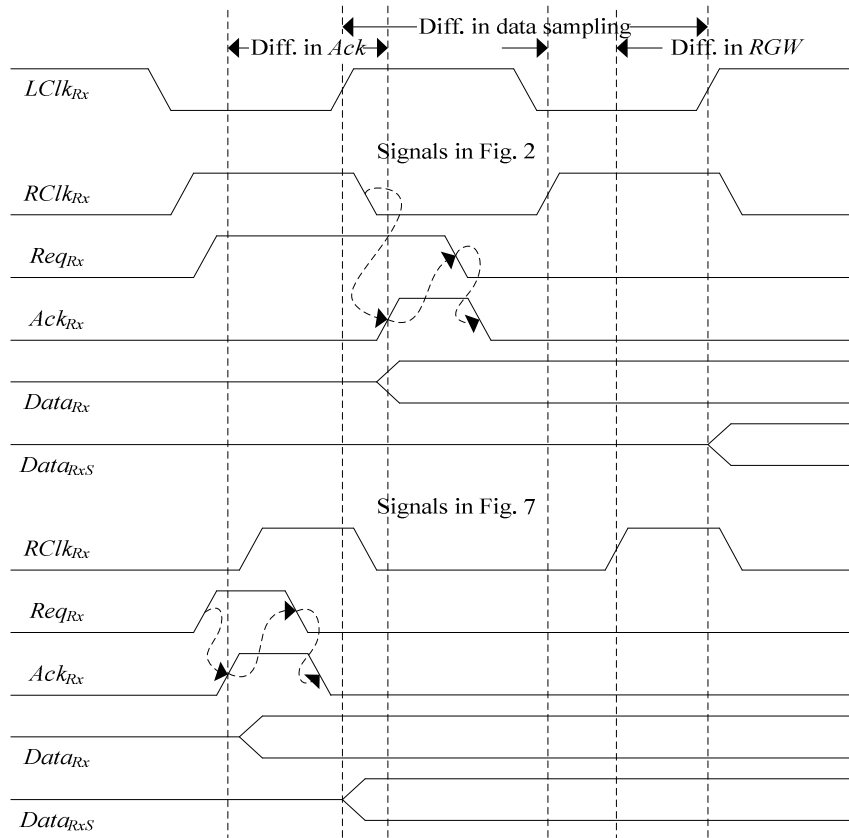 Diff. in data sampling
Diff. in Ack
Diff. in RGW
LClkRx
Signals in Fig. 2
RClkRx
ReqRx
AckRx
DataRx
DataRxS
Signals in Fig. 7
RClkRx
ReqRx
AckRx
DataRx
DataRxS